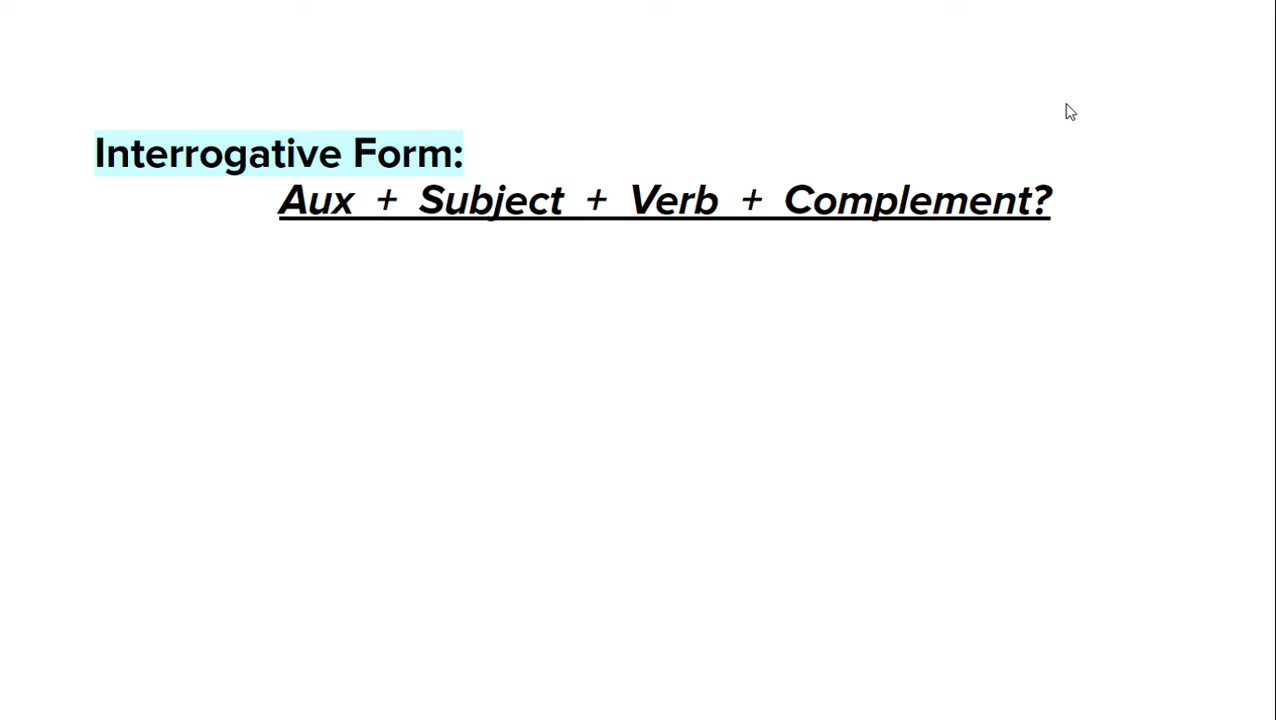 Interrogative Form:
Aux + Subject + Verb + Complement?